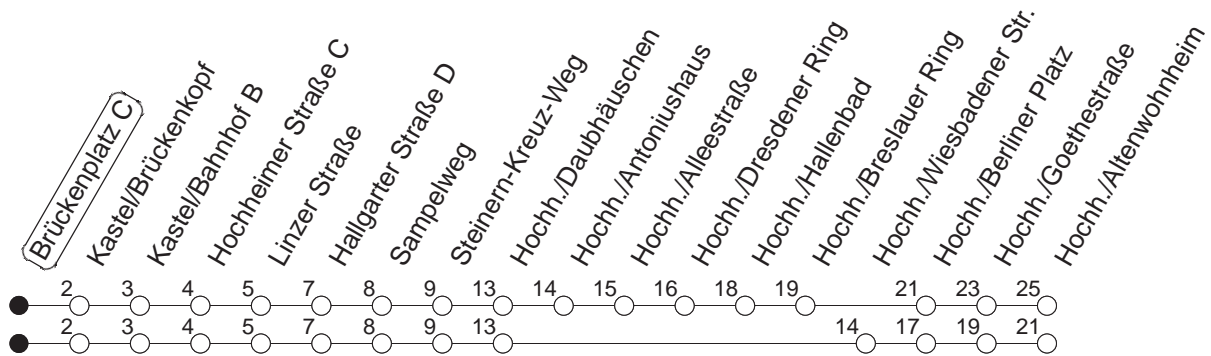 Brückenplatz C
Kastel/Brückenkopf
Kastel/Bahnhof B
Hochheimer Straße C
Linzer Straße
Hallgarter Straße D
Sampelweg
Steinern-Kreuz-Weg
Hochh./Daubhäuschen
Hochh./Antoniushaus
Hochh./Alleestraße
Hochh./Dresdener Ring
Hochh./Hallenbad
Hochh./Breslauer Ring
Hochh./Wiesbadener Str.
Hochh./Berliner Platz
Hochh./Goethestraße
Hochh./Altenwohnheim
2 3 4 5 7 8 9 13 14 15 16 18 19 21 23 25
2 3 4 5 7 8 9 13 14 17 19 21